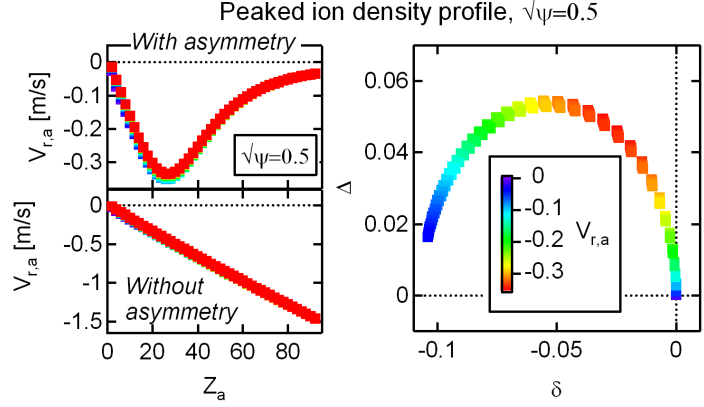 Peaked ion density profile, √ψ=0.5
With asymmetry
V_r,a [m/s]
0
-0.1
-0.2
-0.3
√ψ=0.5
V_r,a [m/s]
0
-0.5
-1
-1.5
Without
asymmetry
0 20 40 60 80
Z_a
Δ
0.06
0.04
0.02
0
0
-0.1
-0.2
-0.3
V_r,a
-0.1 -0.05 0
δ